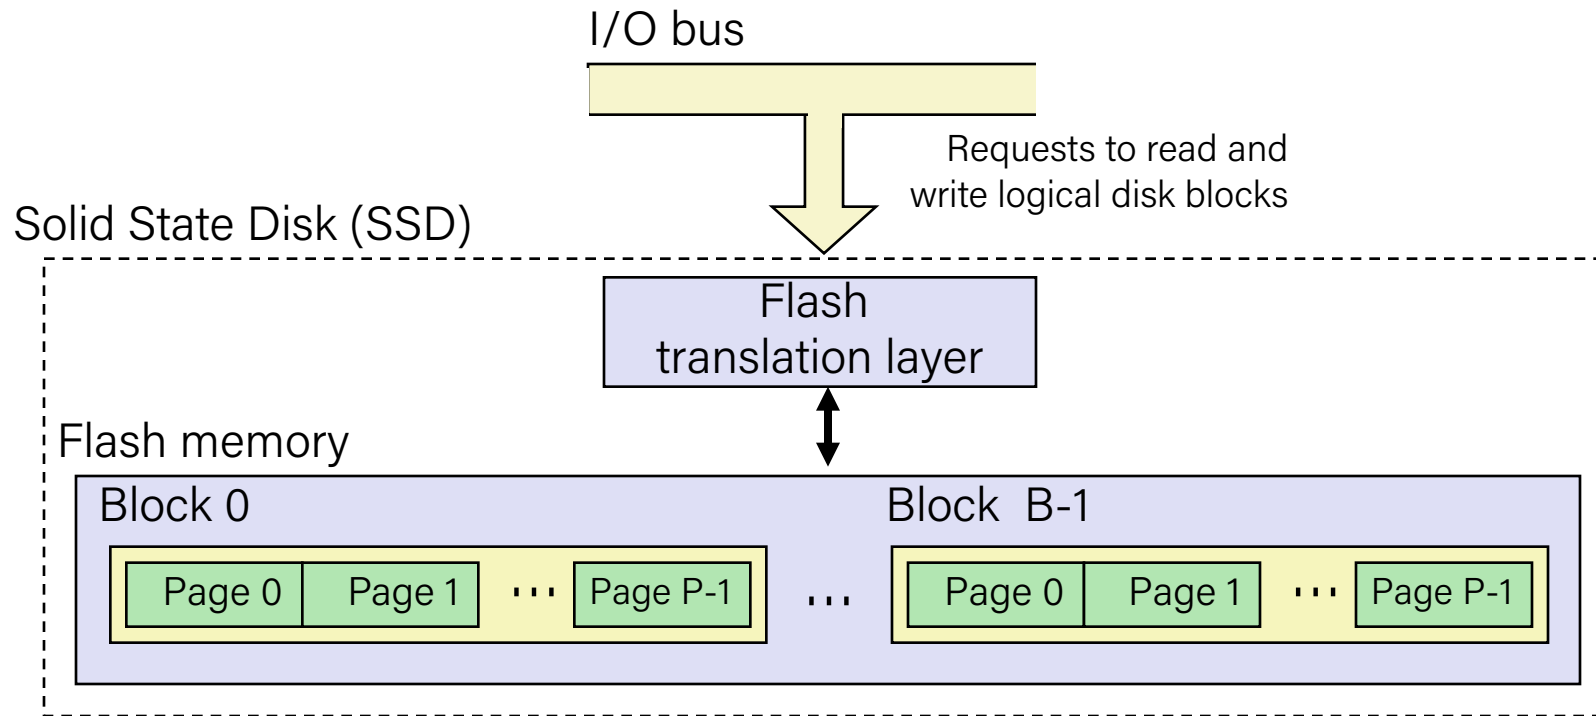 I/O bus
Requests to read and
write logical disk blocks
Solid State Disk (SSD)
Flash
translation layer
Flash memory
Block 0
Block B-1
Page 0 Page 1 ... Page P-1 ... Page 0 Page 1 ... Page P-1